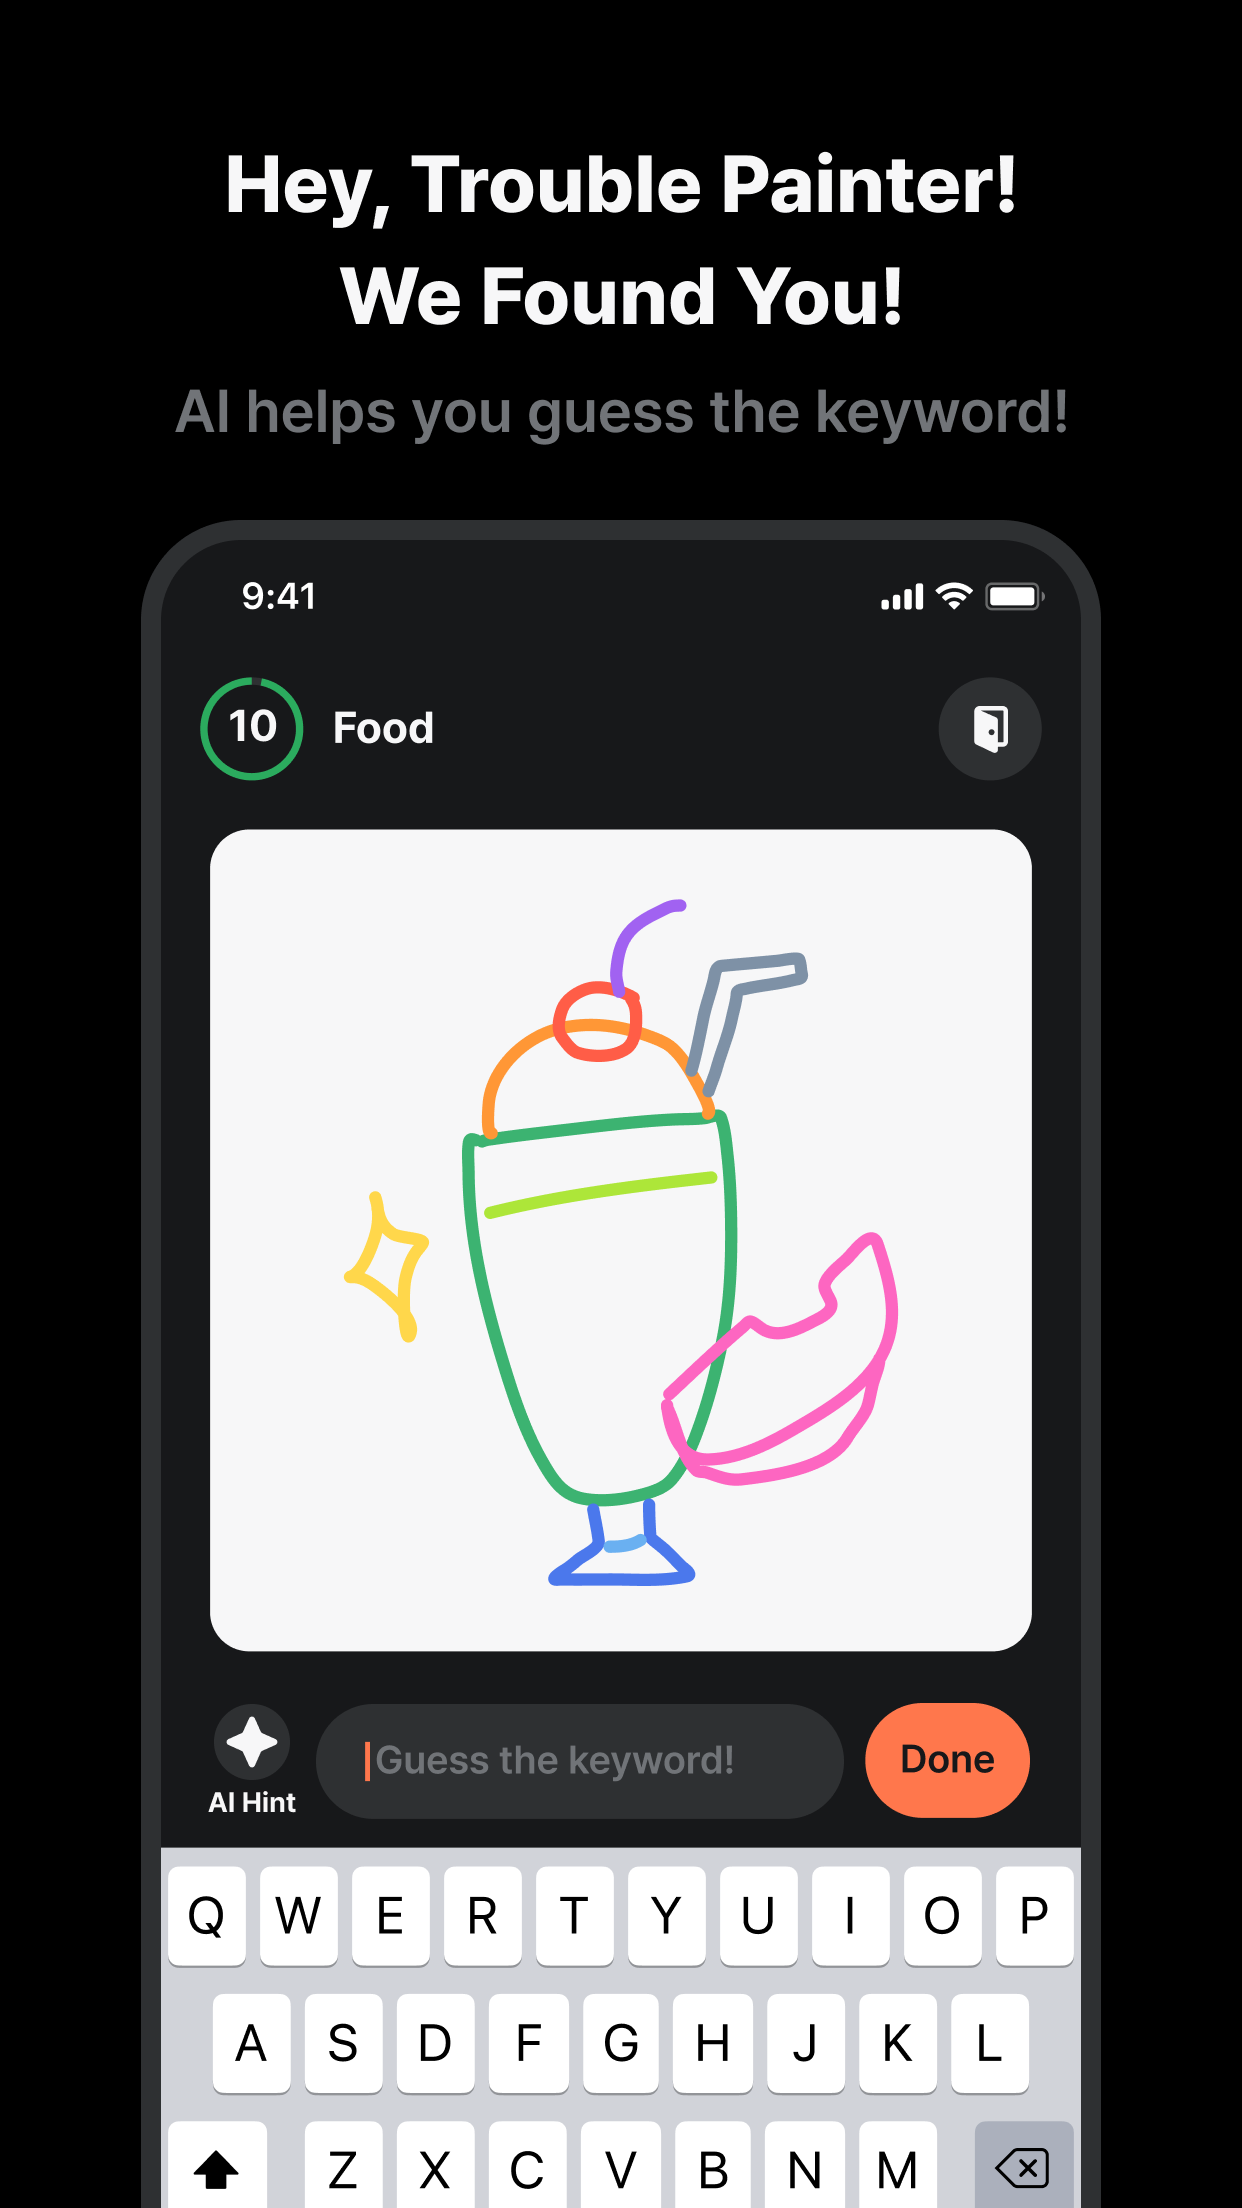 Hey, Trouble Painter!
We Found You!
AI helps you guess the keyword!
9:41
10 Food
Guess the keyword!
Done
AI Hint
Q W E R T Y U I O P
A S D F G H J K L
Z X C V B N M